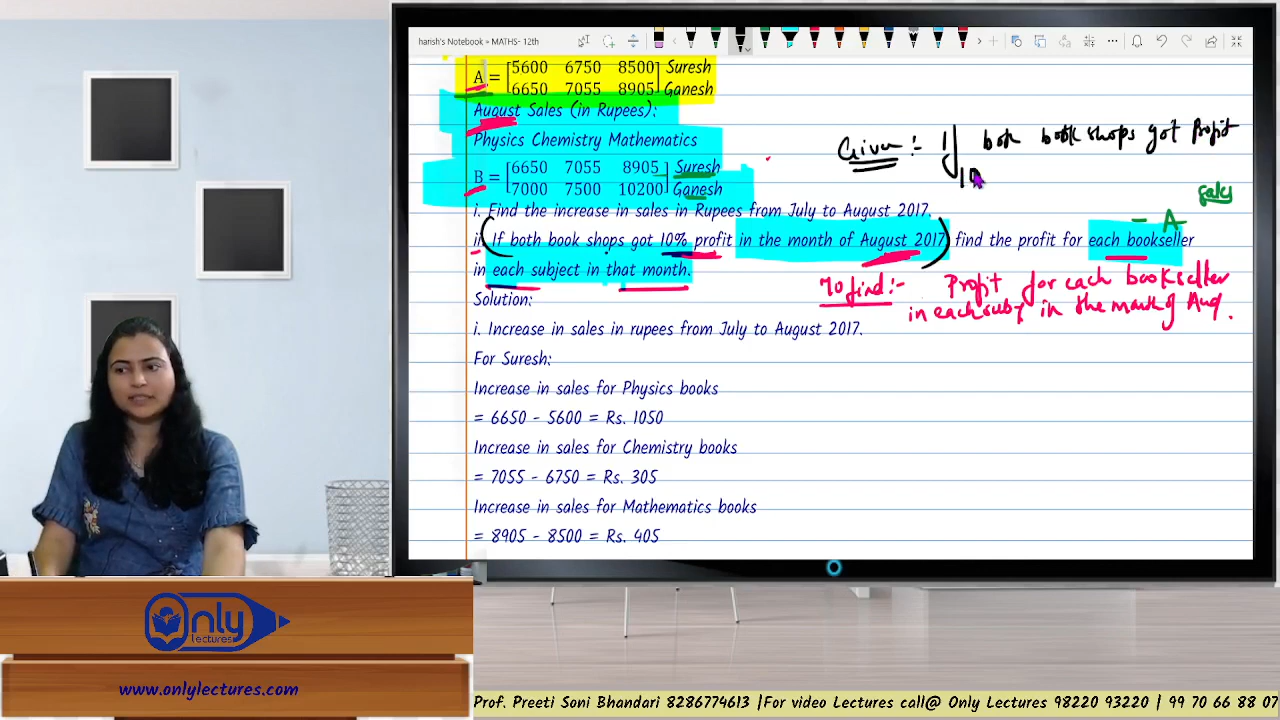 harish's Notebook > MATHS- 12th
A = [5600 6750 8500] Suresh
[6650 7055 8905] Ganesh
August Sales (in Rupees):
Physics Chemistry Mathematics
B = [6650 7055 8905] Suresh
[7000 7500 10200] Ganesh
Given :- If both book shops got Profit
10
i. Find the increase in sales in Rupees from July to August 2017.
sales
- A
ii. If both book shops got 10% profit in the month of August 2017 find the profit for each bookseller
in each subject in that month.
To find :- Profit for each bookseller
in each subj in the month of Aug.
Solution:
i. Increase in sales in rupees from July to August 2017.
For Suresh:
Increase in sales for Physics books
= 6650 - 5600 = Rs. 1050
Increase in sales for Chemistry books
= 7055 - 6750 = Rs. 305
Increase in sales for Mathematics books
= 8905 - 8500 = Rs. 405
Only
lectures
www.onlylectures.com
Prof. Preeti Soni Bhandari 8286774613 |For video Lectures call@ Only Lectures 98220 93220 | 99 70 66 88 07